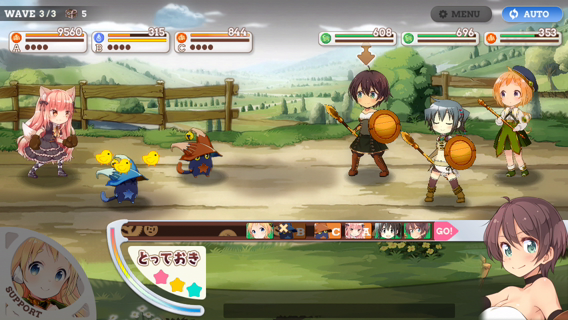 WAVE 3/3 5
MENU
AUTO
9560
315
844
608
696
353
A
B
C
B C A GO!
とっておき
SUPPORT